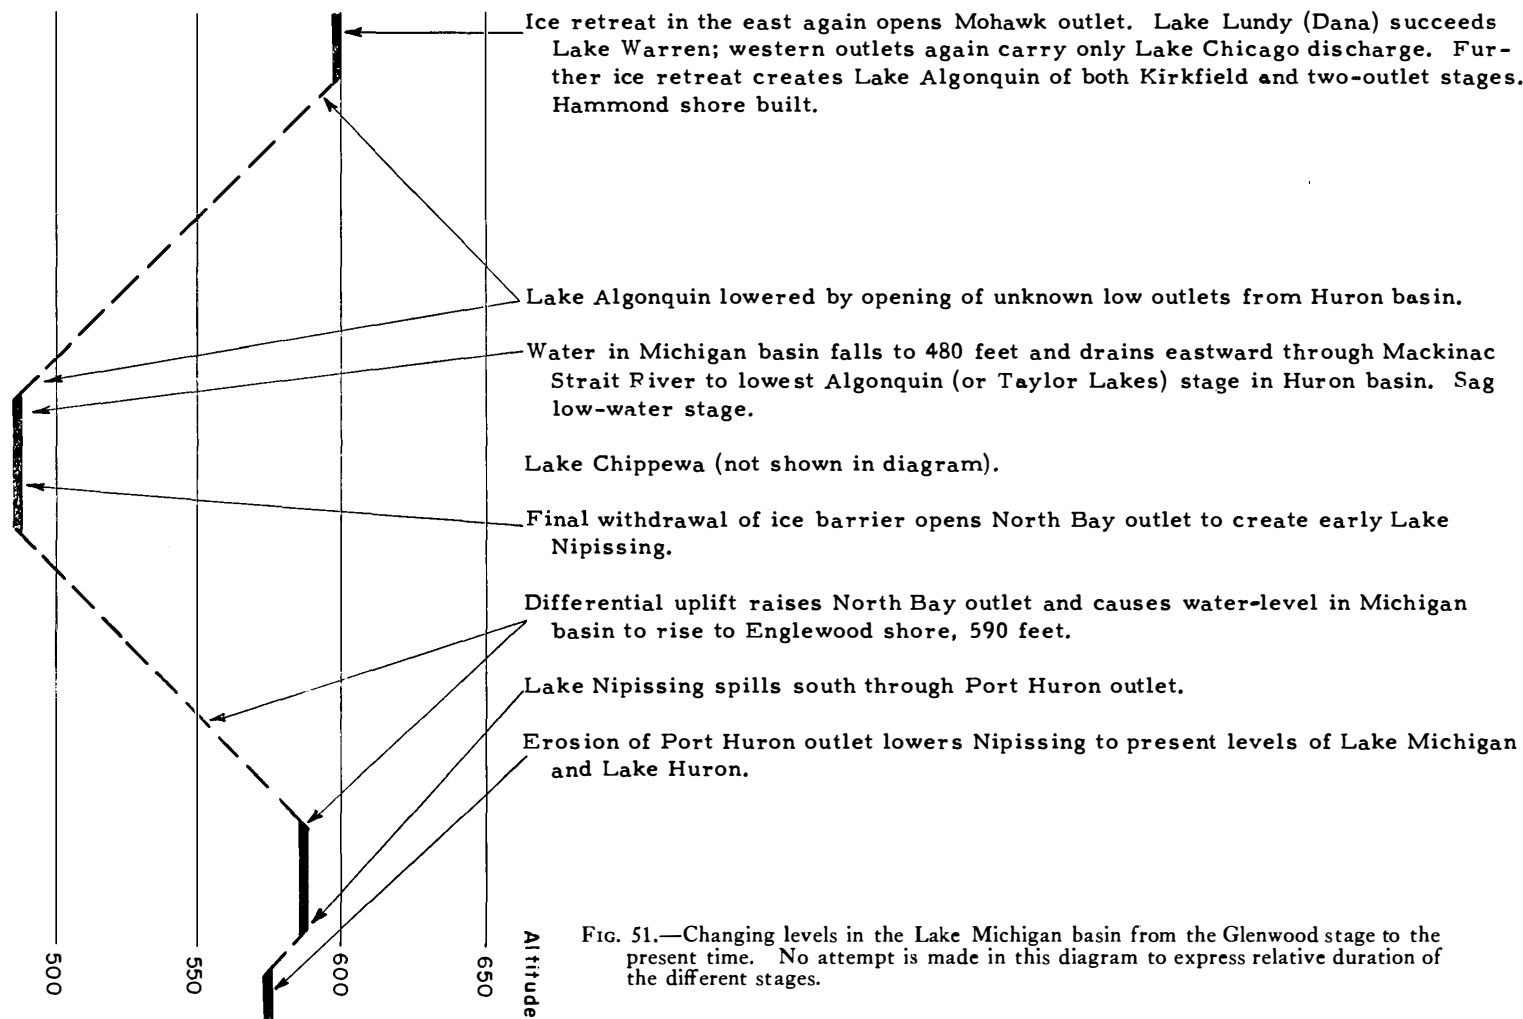 Ice retreat in the east again opens Mohawk outlet. Lake Lundy (Dana) succeeds
Lake Warren; western outlets again carry only Lake Chicago discharge. Fur-
ther ice retreat creates Lake Algonquin of both Kirkfield and two-outlet stages.
Hammond shore built.
Lake Algonquin lowered by opening of unknown low outlets from Huron basin.
Water in Michigan basin falls to 480 feet and drains eastward through Mackinac
Strait River to lowest Algonquin (or Taylor Lakes) stage in Huron basin. Sag
low-water stage.
Lake Chippewa (not shown in diagram).
Final withdrawal of ice barrier opens North Bay outlet to create early Lake
Nipissing.
Differential uplift raises North Bay outlet and causes water-level in Michigan
basin to rise to Englewood shore, 590 feet.
Lake Nipissing spills south through Port Huron outlet.
Erosion of Port Huron outlet lowers Nipissing to present levels of Lake Michigan
and Lake Huron.
500
550
600
650
Altitude
FIG. 51.—Changing levels in the Lake Michigan basin from the Glenwood stage to the
present time. No attempt is made in this diagram to express relative duration of
the different stages.